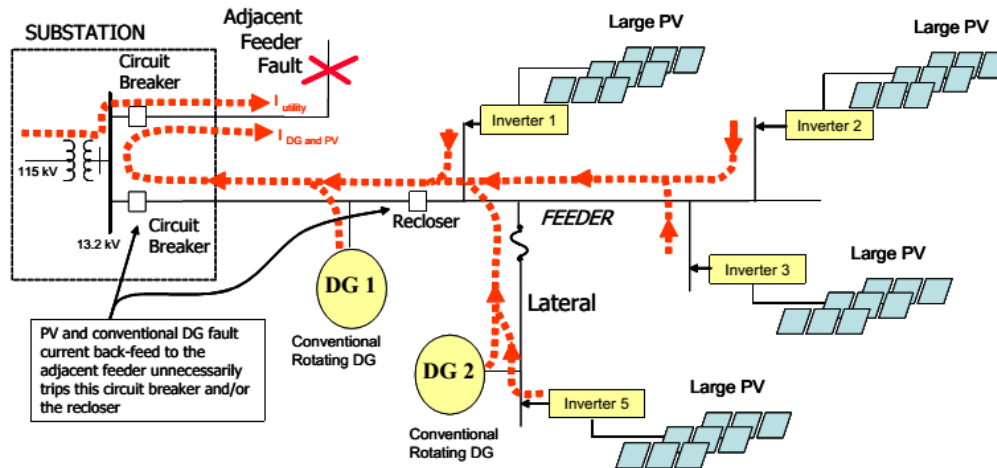 SUBSTATION
Circuit
Breaker
Adjacent
Feeder
Fault
I utility
I DG and PV
115 kV
13.2 kV
Circuit
Breaker
Recloser
FEEDER
Large PV
Inverter 1
Large PV
Inverter 2
Large PV
Inverter 3
DG 1
Conventional
Rotating DG
Lateral
DG 2
Conventional
Rotating DG
Large PV
Inverter 5
PV and conventional DG fault
current back-feed to the
adjacent feeder unnecessarily
trips this circuit breaker and/or
the recloser